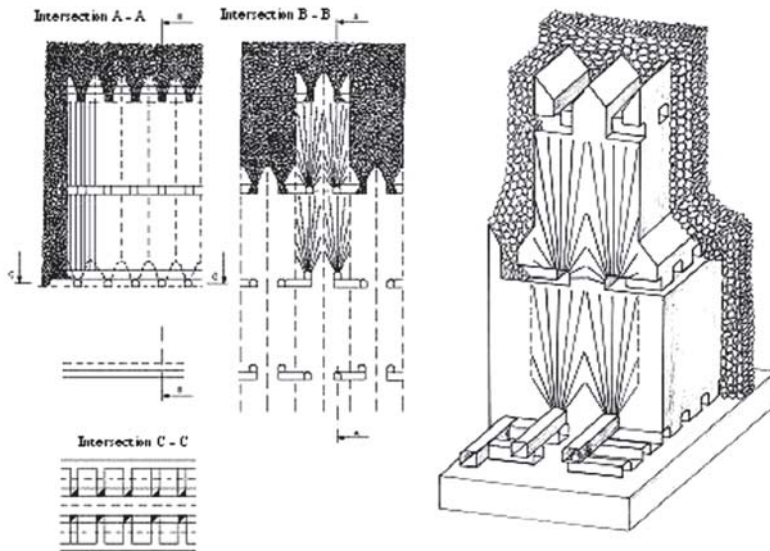 Intersection A - A
Intersection B - B
A
A
Intersection C - C